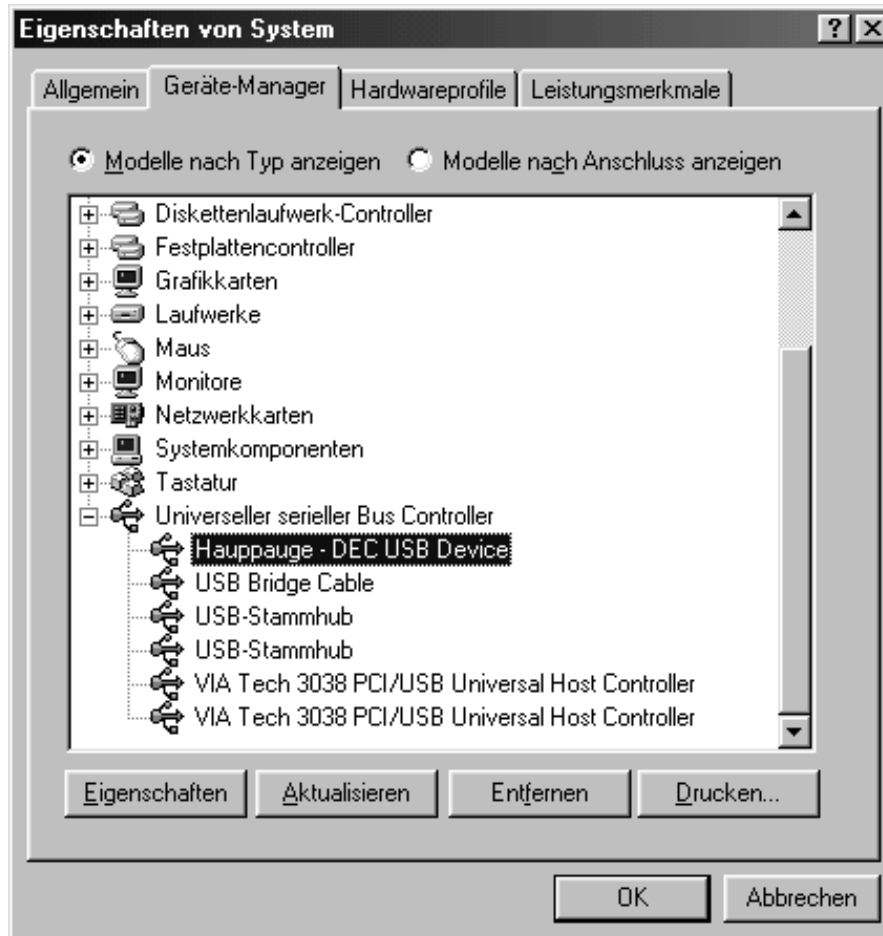 Eigenschaften von System
Allgemein Geräte-Manager Hardwareprofile Leistungsmerkmale
Modelle nach Typ anzeigen Modelle nach Anschluss anzeigen
Diskettenlaufwerk-Controller
Festplattencontroller
Grafikkarten
Laufwerke
Maus
Monitore
Netzwerkkarten
Systemkomponenten
Tastatur
Universeller serieller Bus Controller
Hauppauge - DEC USB Device
USB Bridge Cable
USB-Stammhub
USB-Stammhub
VIA Tech 3038 PCI/USB Universal Host Controller
VIA Tech 3038 PCI/USB Universal Host Controller
Eigenschaften Aktualisieren Entfernen Drucken...
OK Abbrechen